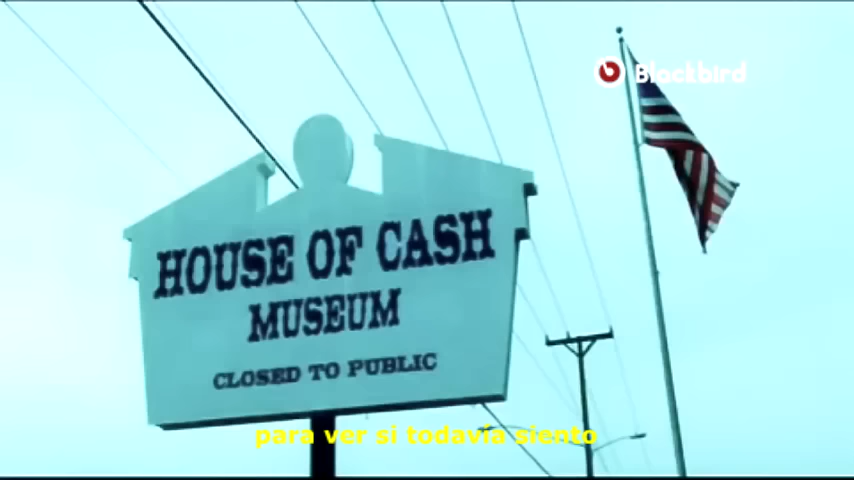 Blackbird
HOUSE OF CASH
MUSEUM
CLOSED TO PUBLIC
para ver si todavía siento